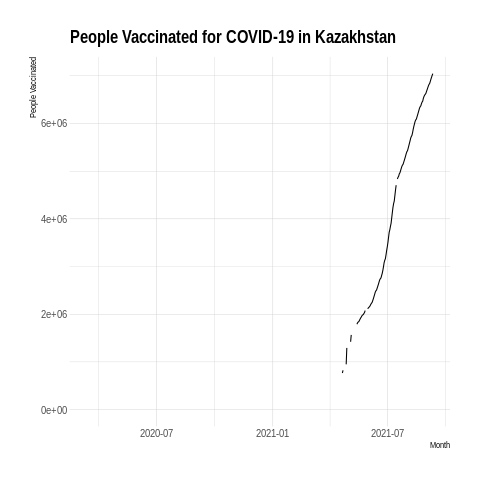 People Vaccinated for COVID-19 in Kazakhstan
People Vaccinated
6e+06
4e+06
2e+06
0e+00
2020-07
2021-01
2021-07
Month